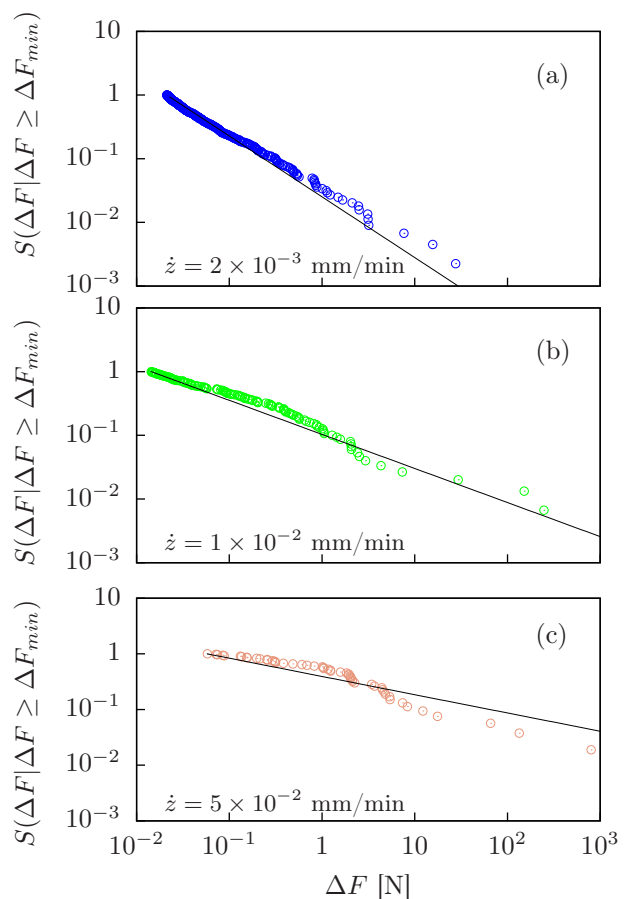 S(ΔF|ΔF ≥ ΔF_min)
10
1
10⁻¹
10⁻²
10⁻³
(a)
ż = 2 × 10⁻³ mm/min
S(ΔF|ΔF ≥ ΔF_min)
10
1
10⁻¹
10⁻²
10⁻³
(b)
ż = 1 × 10⁻² mm/min
S(ΔF|ΔF ≥ ΔF_min)
10
1
10⁻¹
10⁻²
10⁻³
(c)
ż = 5 × 10⁻² mm/min
10⁻² 10⁻¹ 1 10 10² 10³
ΔF [N]